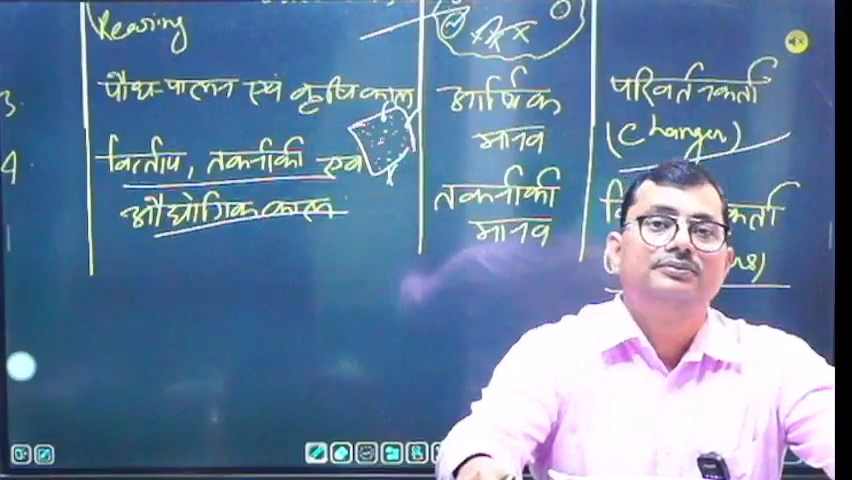 Rearing
3. पौध-पालन एवं कृषि काल आर्थिक मानव परिवर्तनकर्ता (Changer)
4 वित्तीय, तकनीकी एवं औद्योगिक काल तकनीकी मानव